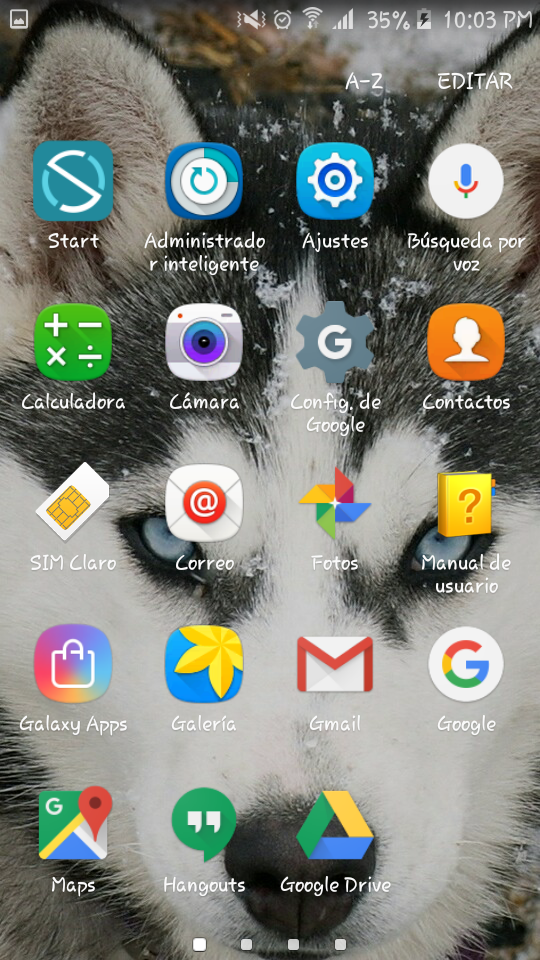 35% 10:03 PM
A-Z EDITAR
Start
Administrado
r inteligente
Ajustes
Búsqueda por
voz
Calculadora
Cámara
Config. de
Google
Contactos
SIM Claro
Correo
Fotos
Manual de
usuario
Galaxy Apps
Galería
Gmail
Google
Maps
Hangouts
Google Drive